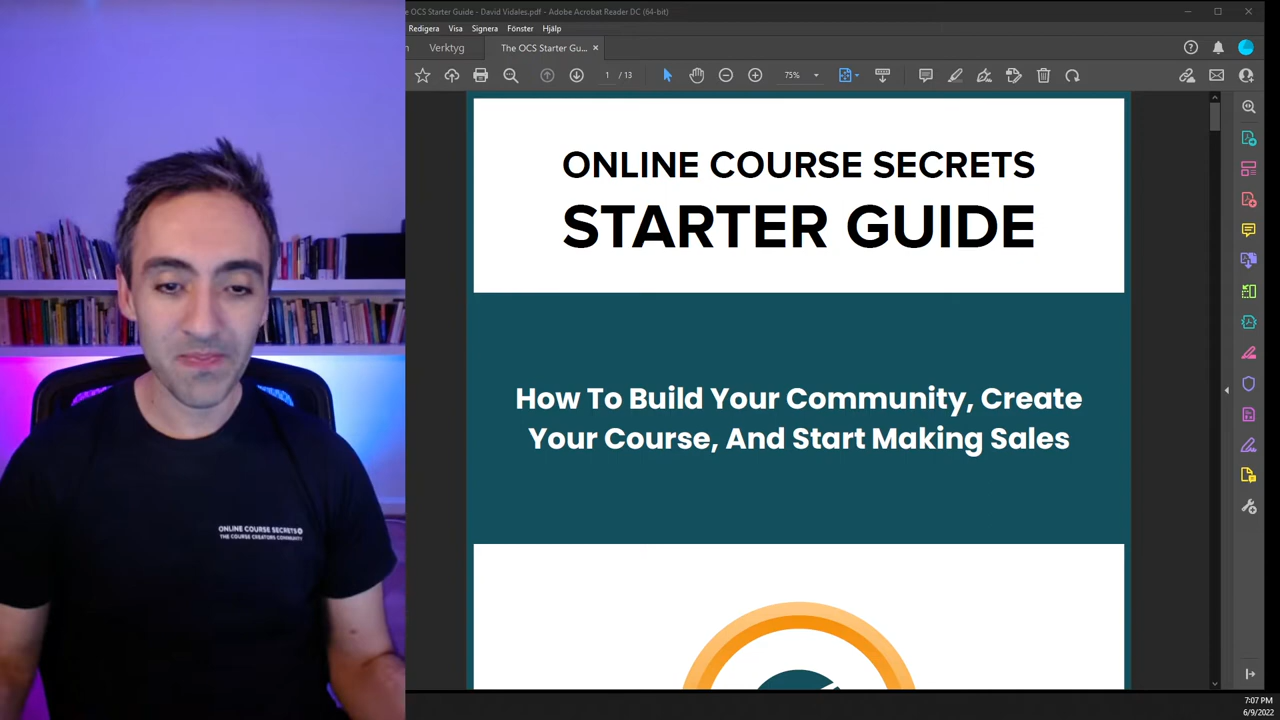 e OCS Starter Guide - David Vidales.pdf - Adobe Acrobat Reader DC (64-bit)
Redigera Visa Signera Fönster Hjälp
Verktyg
The OCS Starter Gu... ×
1 / 13
75%
ONLINE COURSE SECRETS
STARTER GUIDE
How To Build Your Community, Create
Your Course, And Start Making Sales
ONLINE COURSE SECRETS
THE COURSE CREATORS COMMUNITY
7:07 PM
6/9/2022